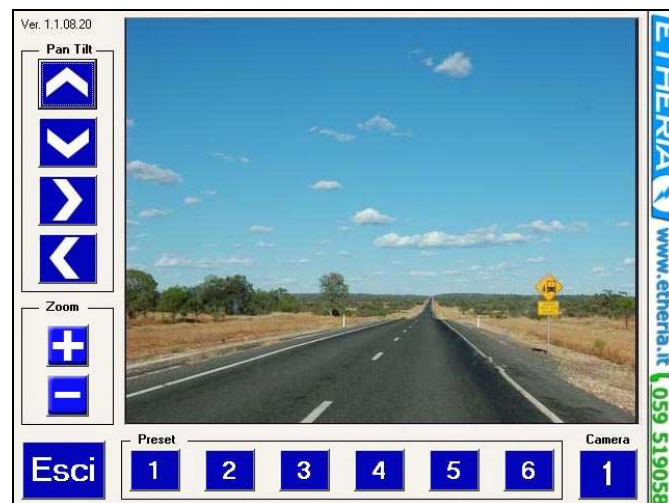 Ver. 1.1.08.20
Pan Tilt
Zoom
Esci
Preset
1 2 3 4 5 6
Camera
1
ETHERIA
www.etheria.it
059 51905